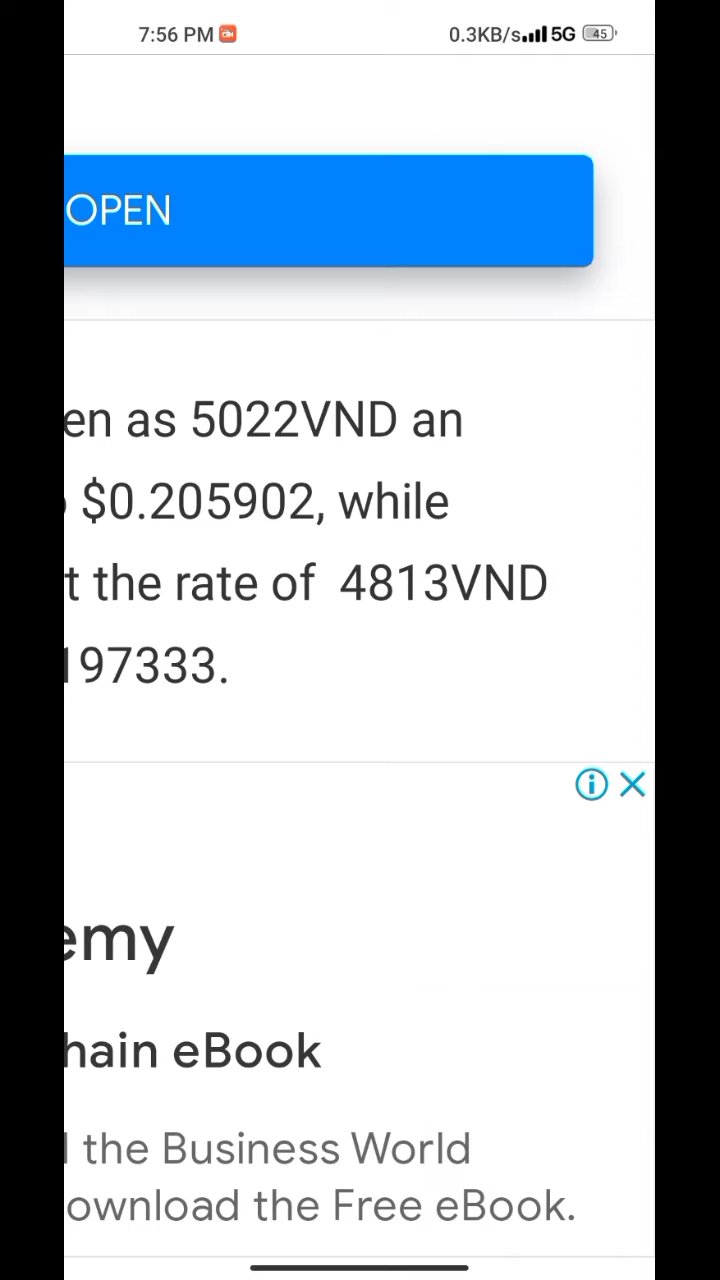 7:56 PM 0.3KB/s 5G 45
OPEN
en as 5022VND an
$0.205902, while
t the rate of 4813VND
197333.
emy
hain eBook
the Business World
ownload the Free eBook.